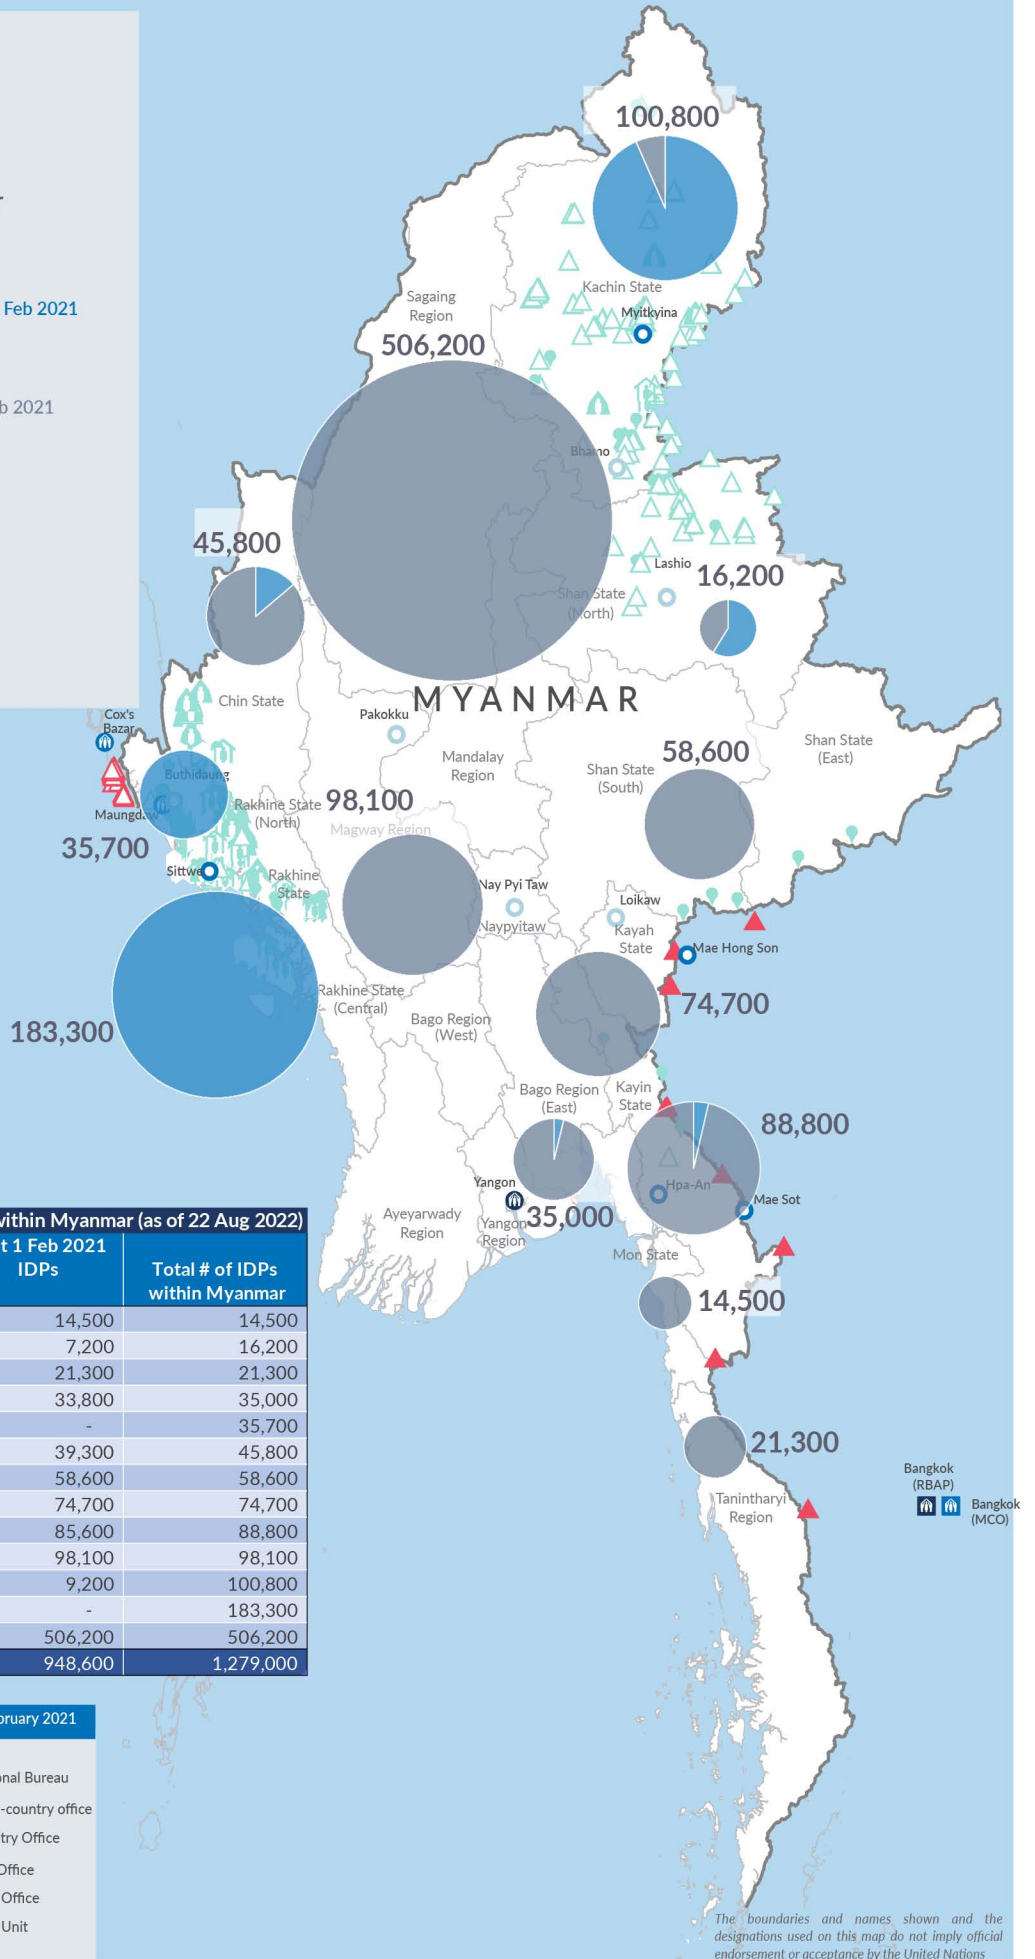 Feb 2021
b 2021
100,800
Kachin State
Myitkyina
Sagaing
Region
506,200
Bhamo
45,800
Lashio
16,200
Shan State
(North)
MYANMAR
Chin State
Pakokku
Cox's
Bazar
Mandalay
Region
58,600
Shan State
(South)
Shan State
(East)
Buthidaung
Maungdaw
35,700
Rakhine State
(North)
98,100
Magway Region
Sittwe
Rakhine
State
Nay Pyi Taw
Naypyitaw
Loikaw
Kayah
State
Mae Hong Son
74,700
183,300
Rakhine State
(Central)
Bago Region
(West)
Bago Region
(East)
Kayin
State
88,800
Yangon
35,000
Hpa-An
Mae Sot
Ayeyarwady
Region
Yangon
Region
Mon State
14,500
21,300
Tanintharyi
Region
Bangkok
(RBAP)
Bangkok
(MCO)
within Myanmar (as of 22 Aug 2022)
t 1 Feb 2021
IDPs
Total # of IDPs
within Myanmar
14,500 14,500
7,200 16,200
21,300 21,300
33,800 35,000
- 35,700
39,300 45,800
58,600 58,600
74,700 74,700
85,600 88,800
98,100 98,100
9,200 100,800
- 183,300
506,200 506,200
948,600 1,279,000
bruary 2021
onal Bureau
-country office
try Office
Office
Office
Unit
The boundaries and names shown and the
designations used on this map do not imply official
endorsement or acceptance by the United Nations